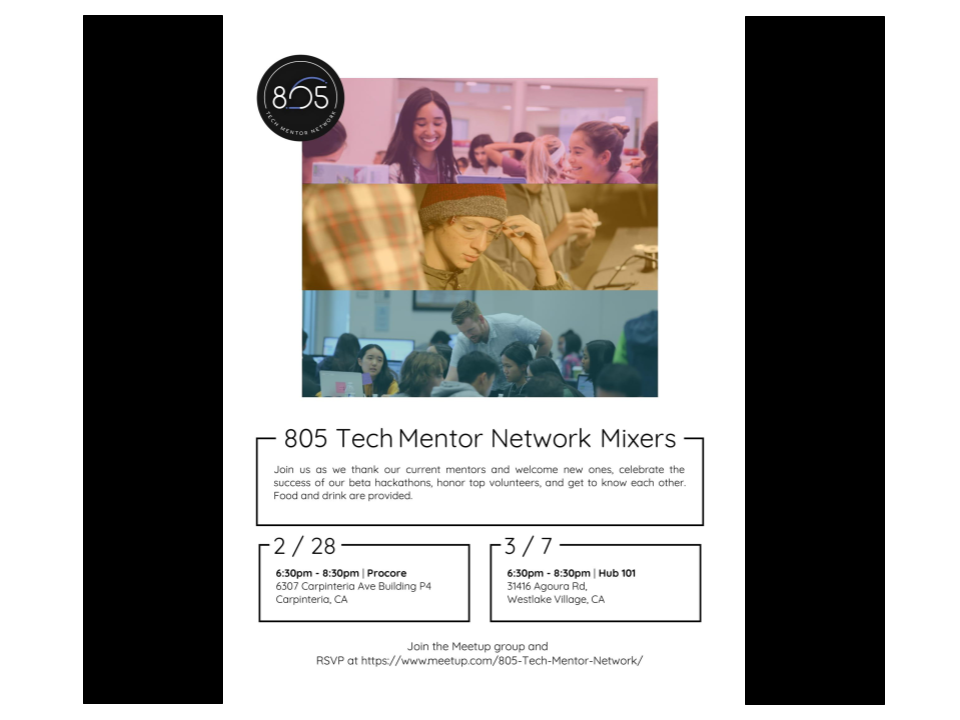 805
TECH MENTOR NETWORK
805 Tech Mentor Network Mixers
Join us as we thank our current mentors and welcome new ones, celebrate the
success of our beta hackathons, honor top volunteers, and get to know each other.
Food and drink are provided.
2 / 28
6:30pm - 8:30pm | Procore
6307 Carpinteria Ave Building P4
Carpinteria, CA
3 / 7
6:30pm - 8:30pm | Hub 101
31416 Agoura Rd,
Westlake Village, CA
Join the Meetup group and
RSVP at https://www.meetup.com/805-Tech-Mentor-Network/